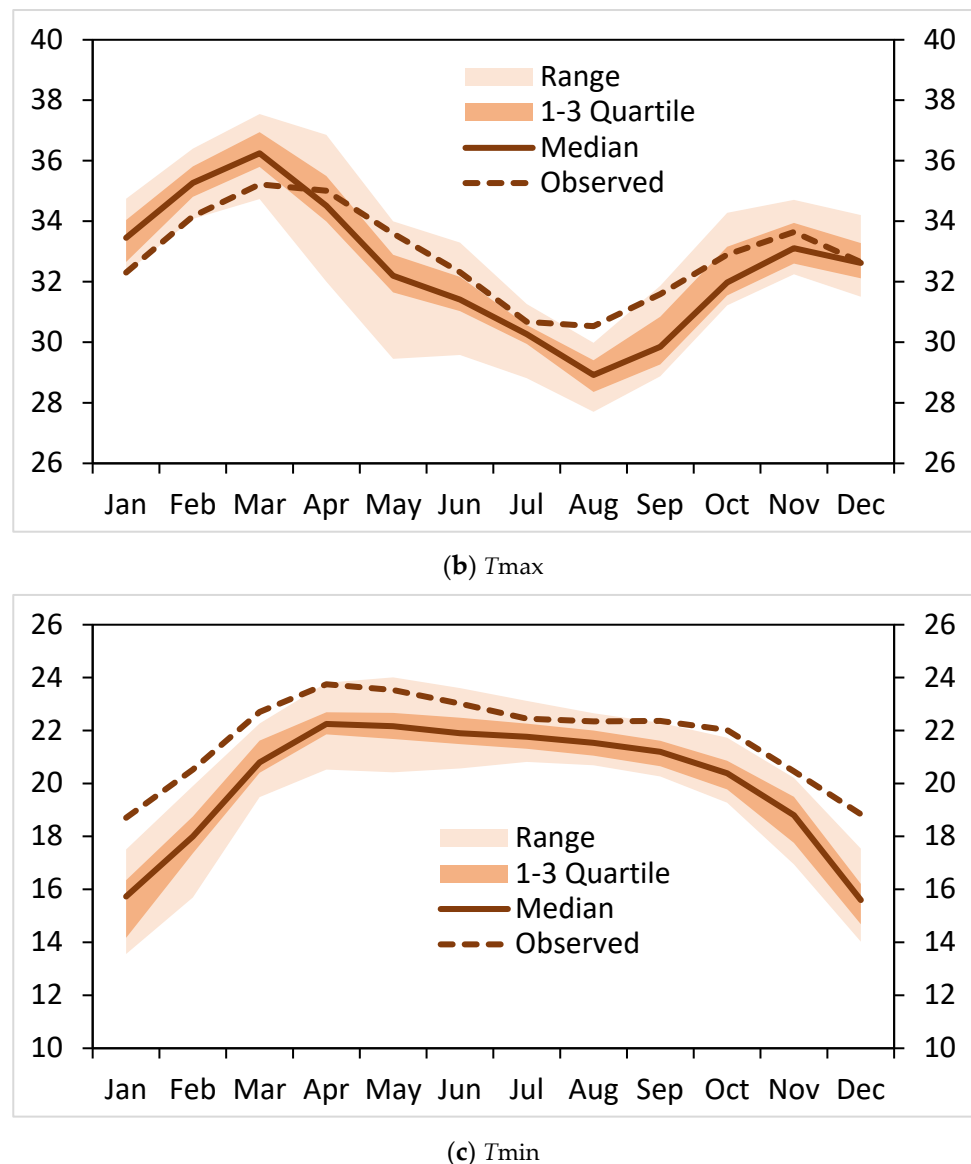 40 40
38 Range 38
36 1-3 Quartile 36
Median
34 Observed 34
32 32
30 30
28 28
26 26
Jan Feb Mar Apr May Jun Jul Aug Sep Oct Nov Dec
(b) Tmax
26 26
24 24
22 22
20 20
18 Range 18
16 1-3 Quartile 16
Median
14 Observed 14
12 12
10 10
Jan Feb Mar Apr May Jun Jul Aug Sep Oct Nov Dec
(c) Tmin